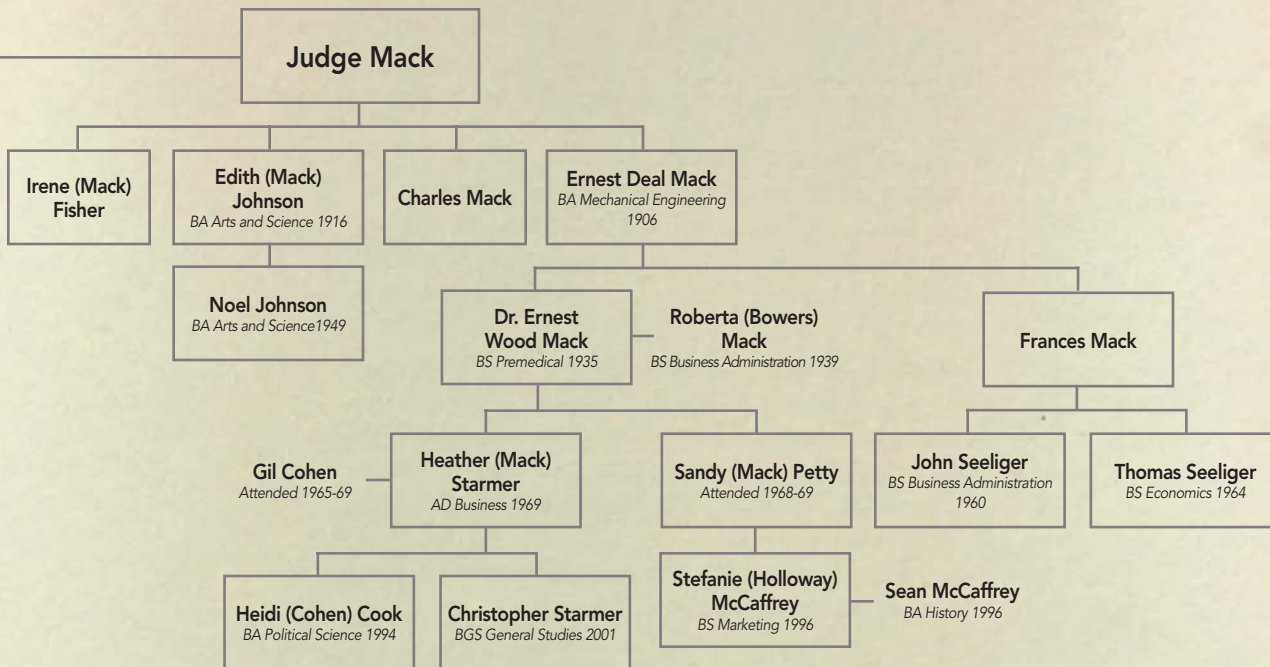 Judge Mack
Irene (Mack)
Fisher
Edith (Mack)
Johnson
BA Arts and Science 1916
Charles Mack
Ernest Deal Mack
BA Mechanical Engineering
1906
Noel Johnson
BA Arts and Science1949
Dr. Ernest
Wood Mack
BS Premedical 1935
Roberta (Bowers)
Mack
BS Business Administration 1939
Frances Mack
Gil Cohen
Attended 1965-69
Heather (Mack)
Starmer
AD Business 1969
Sandy (Mack) Petty
Attended 1968-69
John Seeliger
BS Business Administration
1960
Thomas Seeliger
BS Economics 1964
Heidi (Cohen) Cook
BA Political Science 1994
Christopher Starmer
BGS General Studies 2001
Stefanie (Holloway)
McCaffrey
BS Marketing 1996
Sean McCaffrey
BA History 1996